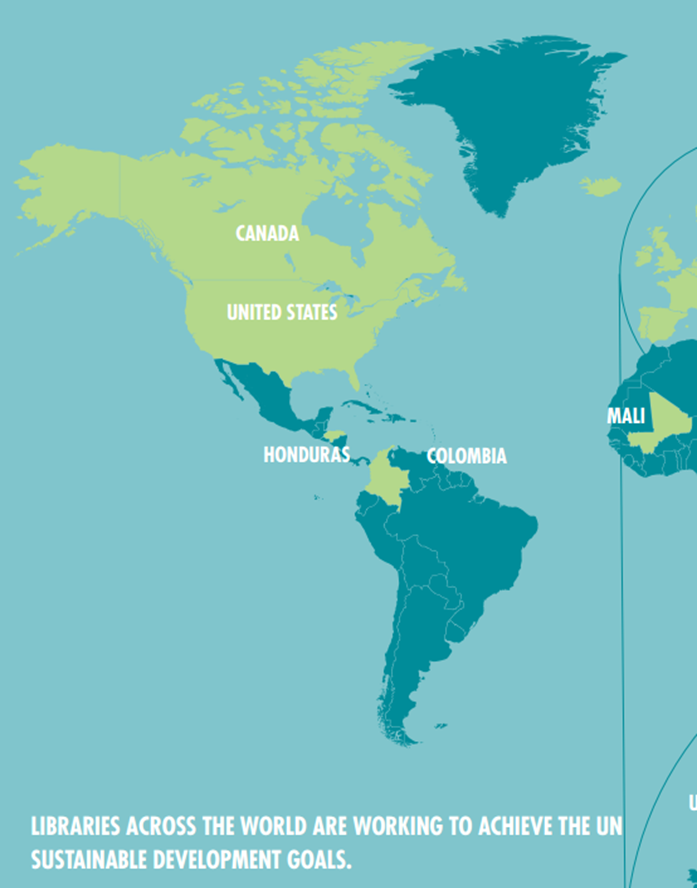 CANADA
UNITED STATES
MALI
HONDURAS
COLOMBIA
U
LIBRARIES ACROSS THE WORLD ARE WORKING TO ACHIEVE THE UN
SUSTAINABLE DEVELOPMENT GOALS.